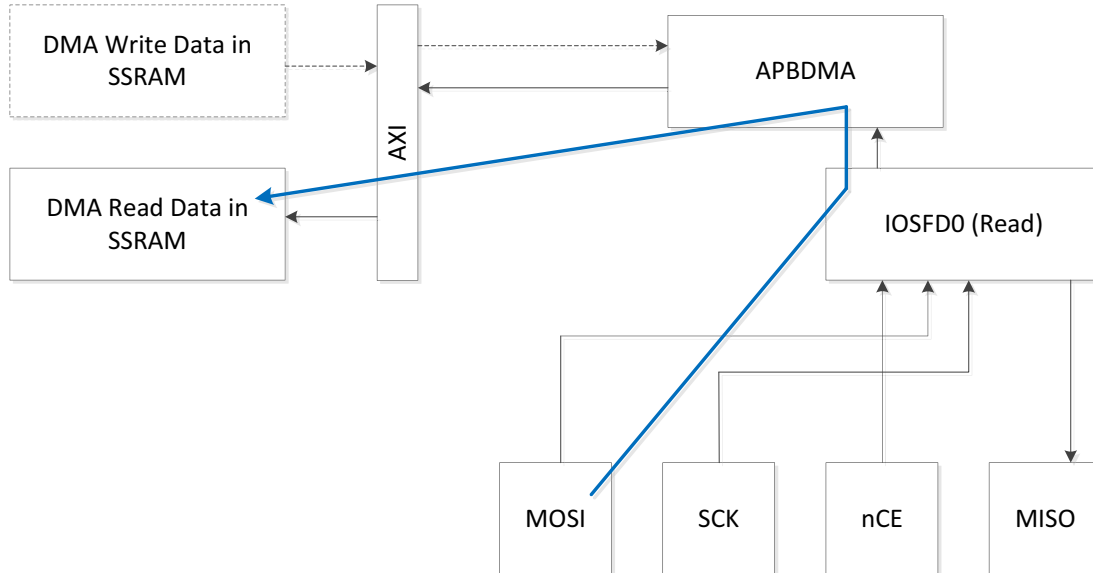 DMA Write Data in
SSRAM
APBDMA
AXI
DMA Read Data in
SSRAM
IOSFD0 (Read)
MOSI
SCK
nCE
MISO